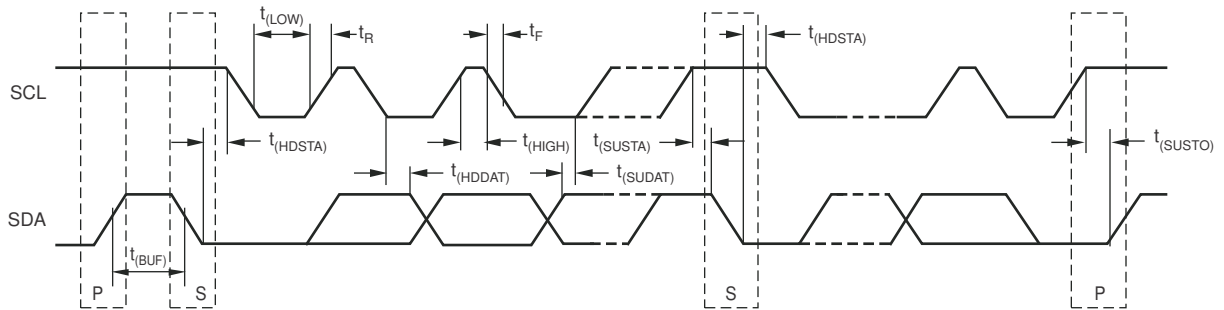 t(LOW)
tR
tF
t(HDSTA)
SCL
t(HDSTA)
t(HIGH)
t(SUSTA)
t(SUSTO)
t(HDDAT)
t(SUDAT)
SDA
t(BUF)
P
S
S
P